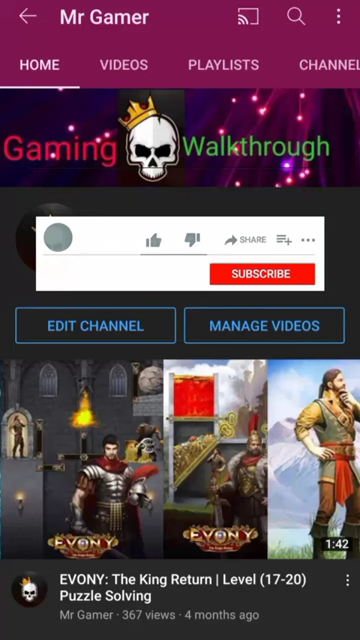 Mr Gamer
HOME VIDEOS PLAYLISTS CHANNEL
Gaming Walkthrough
SHARE
SUBSCRIBE
EDIT CHANNEL MANAGE VIDEOS
EVONY EVONY
1:42
EVONY: The King Return | Level (17-20)
Puzzle Solving
Mr Gamer · 367 views · 4 months ago